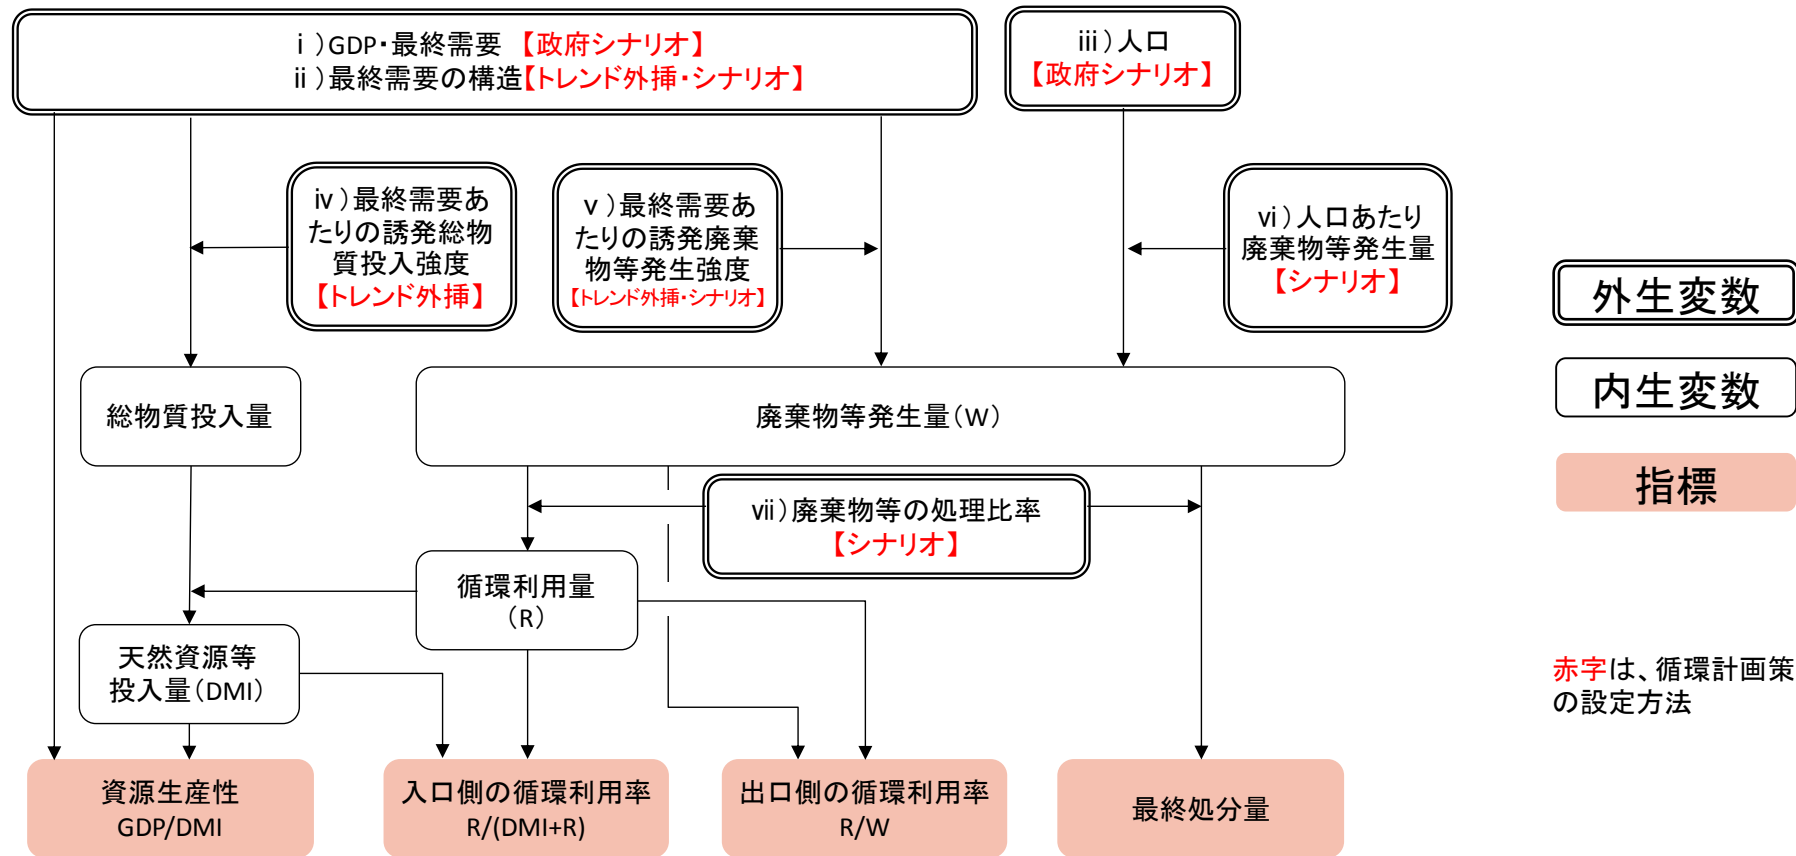 ⅰ）GDP・最終需要 【政府シナリオ】
ⅱ）最終需要の構造【トレンド外挿・シナリオ】
ⅲ）人口
【政府シナリオ】
ⅳ）最終需要あ
たりの誘発総物
質投入強度
【トレンド外挿】
ⅴ）最終需要あ
たりの誘発廃棄
物等発生強度
【トレンド外挿・シナリオ】
ⅵ）人口あたり
廃棄物等発生量
【シナリオ】
外生変数
内生変数
指標
総物質投入量
廃棄物等発生量（W）
ⅶ）廃棄物等の処理比率
【シナリオ】
循環利用量
（R）
天然資源等
投入量（DMI）
赤字は、循環計画策
の設定方法
資源生産性
GDP/DMI
入口側の循環利用率
R/(DMI+R)
出口側の循環利用率
R/W
最終処分量